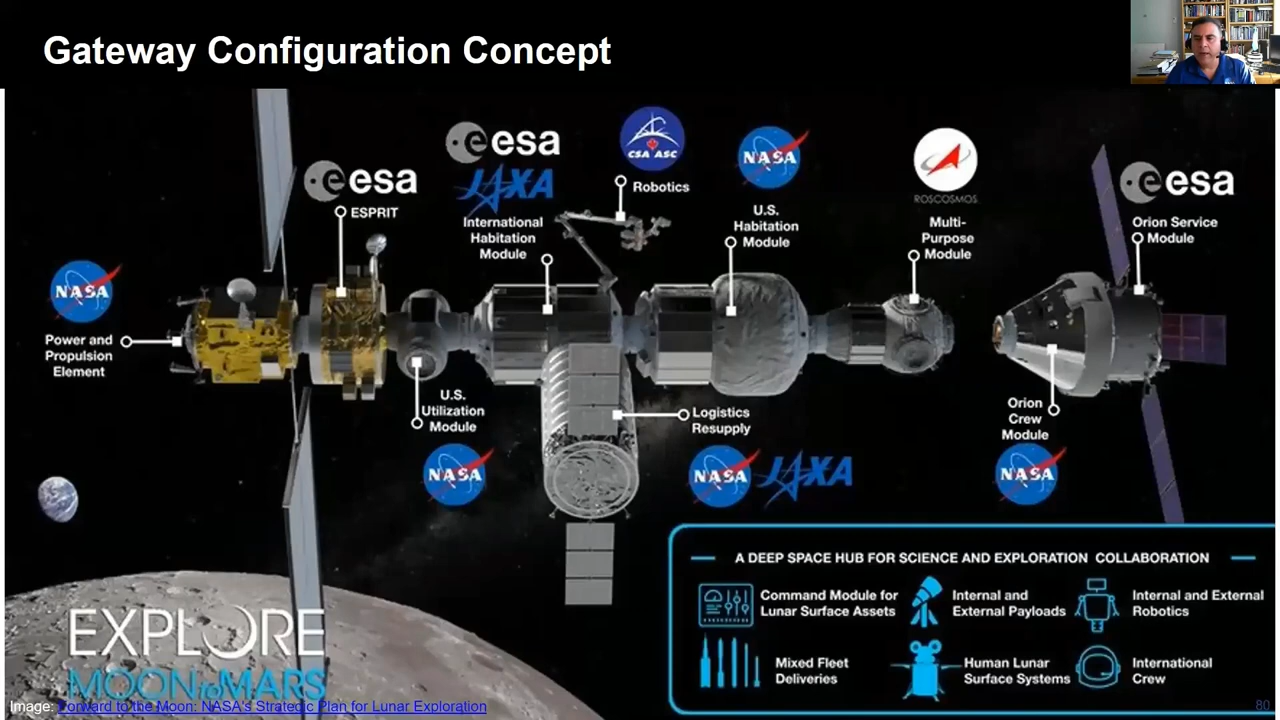 Gateway Configuration Concept
NASA
Power and
Propulsion
Element
esa
ESPRIT
esa
JAXA
International
Habitation
Module
CSA ASC
Robotics
NASA
U.S.
Habitation
Module
ROSCOSMOS
Multi-
Purpose
Module
esa
Orion Service
Module
U.S.
Utilization
Module
NASA
Logistics
Resupply
NASA JAXA
Orion
Crew
Module
NASA
A DEEP SPACE HUB FOR SCIENCE AND EXPLORATION COLLABORATION
Command Module for
Lunar Surface Assets
Internal and
External Payloads
Internal and External
Robotics
Mixed Fleet
Deliveries
Human Lunar
Surface Systems
International
Crew
EXPLORE
MOON to MARS
Image: Forward to the Moon: NASA's Strategic Plan for Lunar Exploration
80